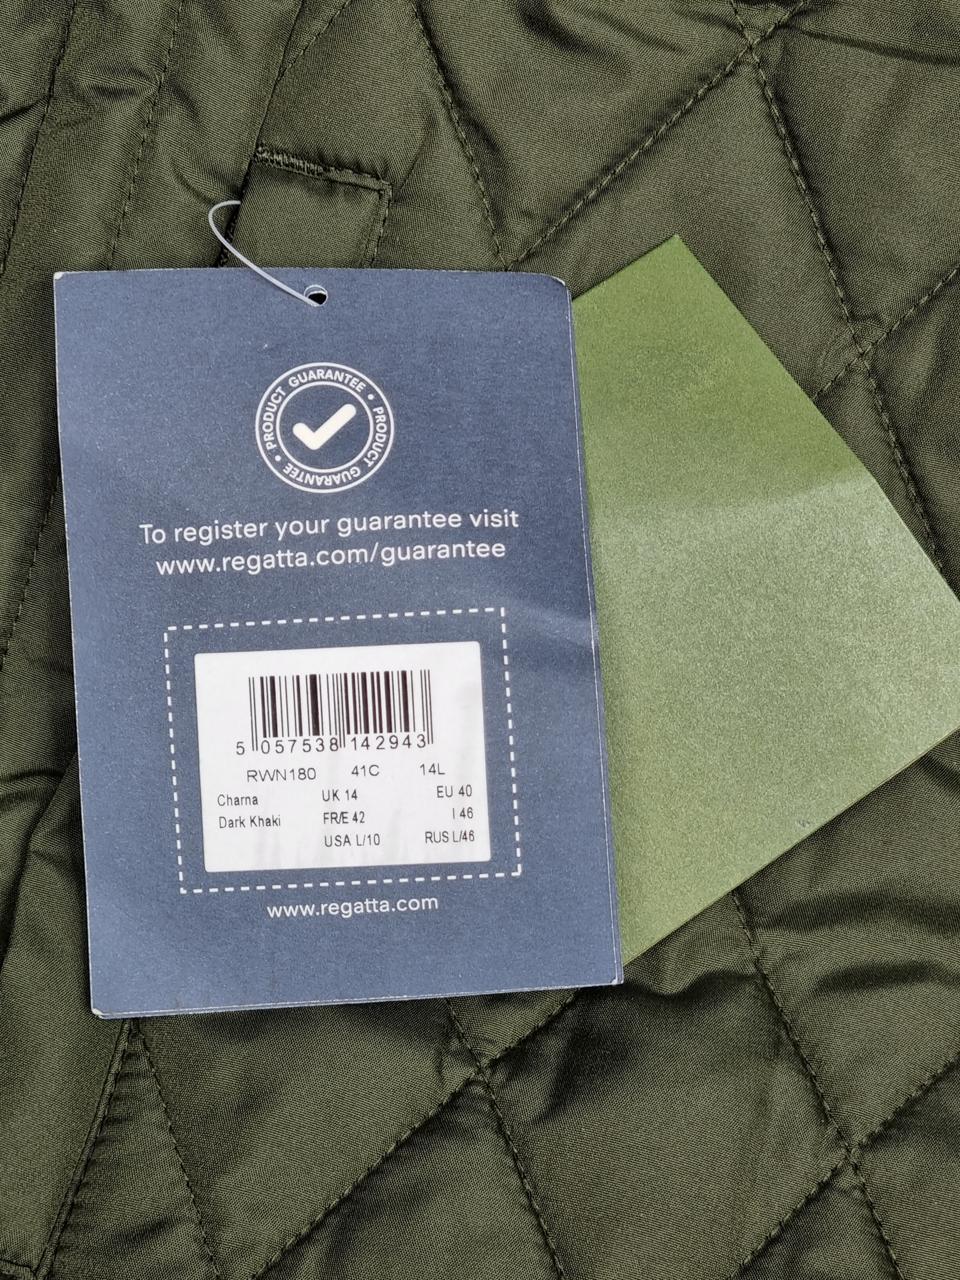 PRODUCT GUARANTEE • PRODUCT GUARANTEE •
To register your guarantee visit
www.regatta.com/guarantee
5 057538 142943
RWN180 41C 14L
Charna UK 14 EU 40
Dark Khaki FR/E 42 I 46
USA L/10 RUS L/46
www.regatta.com